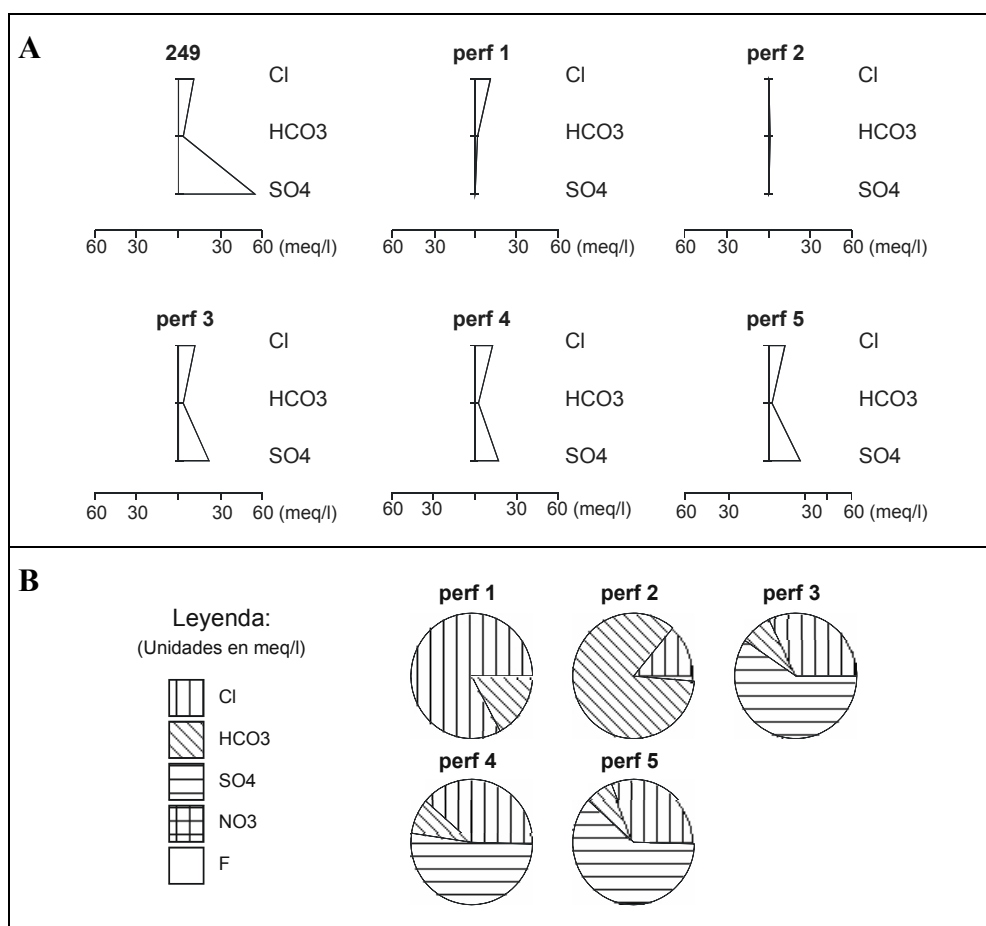 A
249
Cl
HCO3
SO4
60 30 30 60 (meq/l)
perf 1
Cl
HCO3
SO4
60 30 30 60 (meq/l)
perf 2
Cl
HCO3
SO4
60 30 30 60 (meq/l)
perf 3
Cl
HCO3
SO4
60 30 30 60 (meq/l)
perf 4
Cl
HCO3
SO4
60 30 30 60 (meq/l)
perf 5
Cl
HCO3
SO4
60 30 30 60 (meq/l)
B
Leyenda:
(Unidades en meq/l)
Cl
HCO3
SO4
NO3
F
perf 1
perf 2
perf 3
perf 4
perf 5